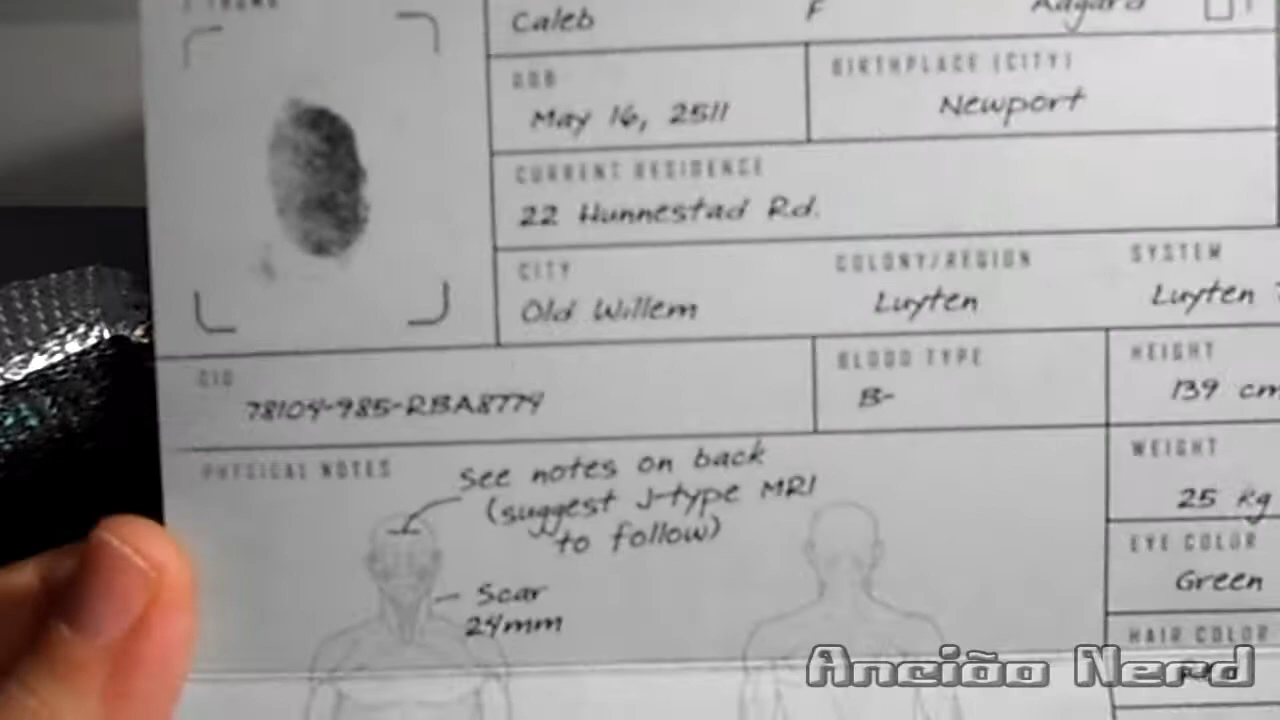 Caleb F Aagard
DOB
May 16, 2511
BIRTHPLACE (CITY)
Newport
CURRENT RESIDENCE
22 Hunnestad Rd.
CITY
Old Willem
COLONY/REGION
Luyten
SYSTEM
Luyten
CID
78104-985-RBA8779
BLOOD TYPE
B-
HEIGHT
139 cm
PHYSICAL NOTES
See notes on back
(suggest J-type MRI
to follow)
Scar
24mm
WEIGHT
25 kg
EYE COLOR
Green
HAIR COLOR
Ancião Nerd